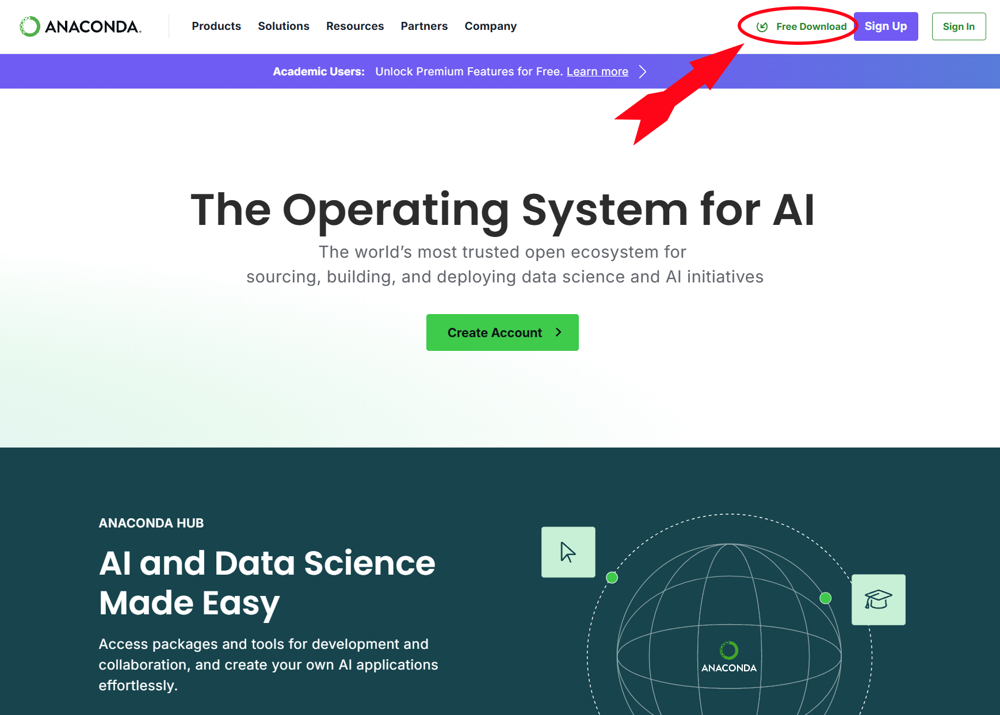 ANACONDA.
Products Solutions Resources Partners Company
Free Download Sign Up Sign In
Academic Users: Unlock Premium Features for Free. Learn more
The Operating System for AI
The world’s most trusted open ecosystem for
sourcing, building, and deploying data science and AI initiatives
Create Account
ANACONDA HUB
AI and Data Science
Made Easy
Access packages and tools for development and
collaboration, and create your own AI applications
effortlessly.
ANACONDA